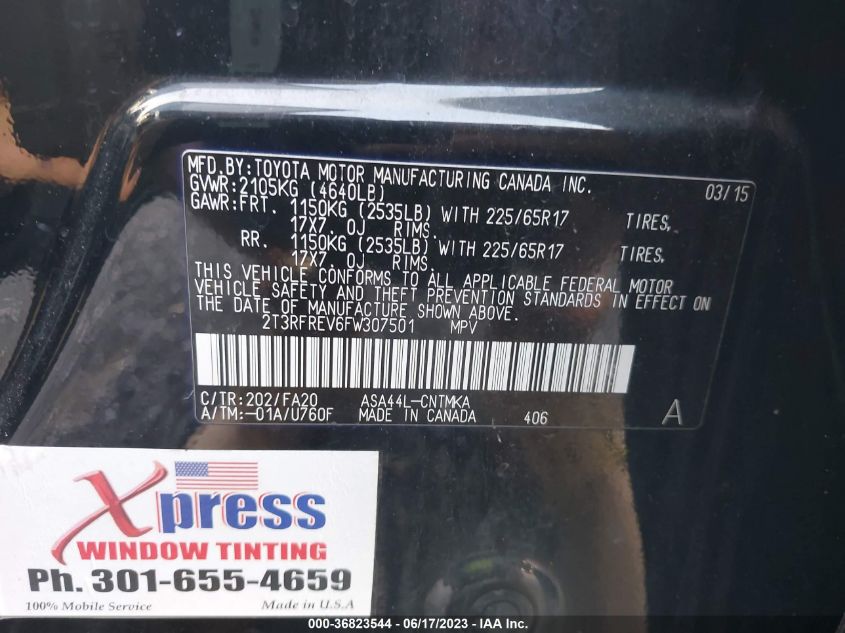 MFD.BY:TOYOTA MOTOR MANUFACTURING CANADA INC. 03/15
GVWR:2105KG (4640LB)
GAWR:FRT. 1150KG (2535LB) WITH 225/65R17 TIRES,
17X7. 0J RIMS.
RR. 1150KG (2535LB) WITH 225/65R17 TIRES,
17X7. 0J RIMS.
THIS VEHICLE CONFORMS TO ALL APPLICABLE FEDERAL MOTOR
VEHICLE SAFETY AND THEFT PREVENTION STANDARDS IN EFFECT ON
THE DATE OF MANUFACTURE SHOWN ABOVE.
2T3RFREV6FW307501 MPV
C/TR:202/FA20 ASA44L-CNTMKA
A/TM:-01A/U760F MADE IN CANADA 406 A
Xpress
WINDOW TINTING
Ph. 301-655-4659
100% Mobile Service Made in U.S.A
000-36823544 - 06/17/2023 - IAA Inc.